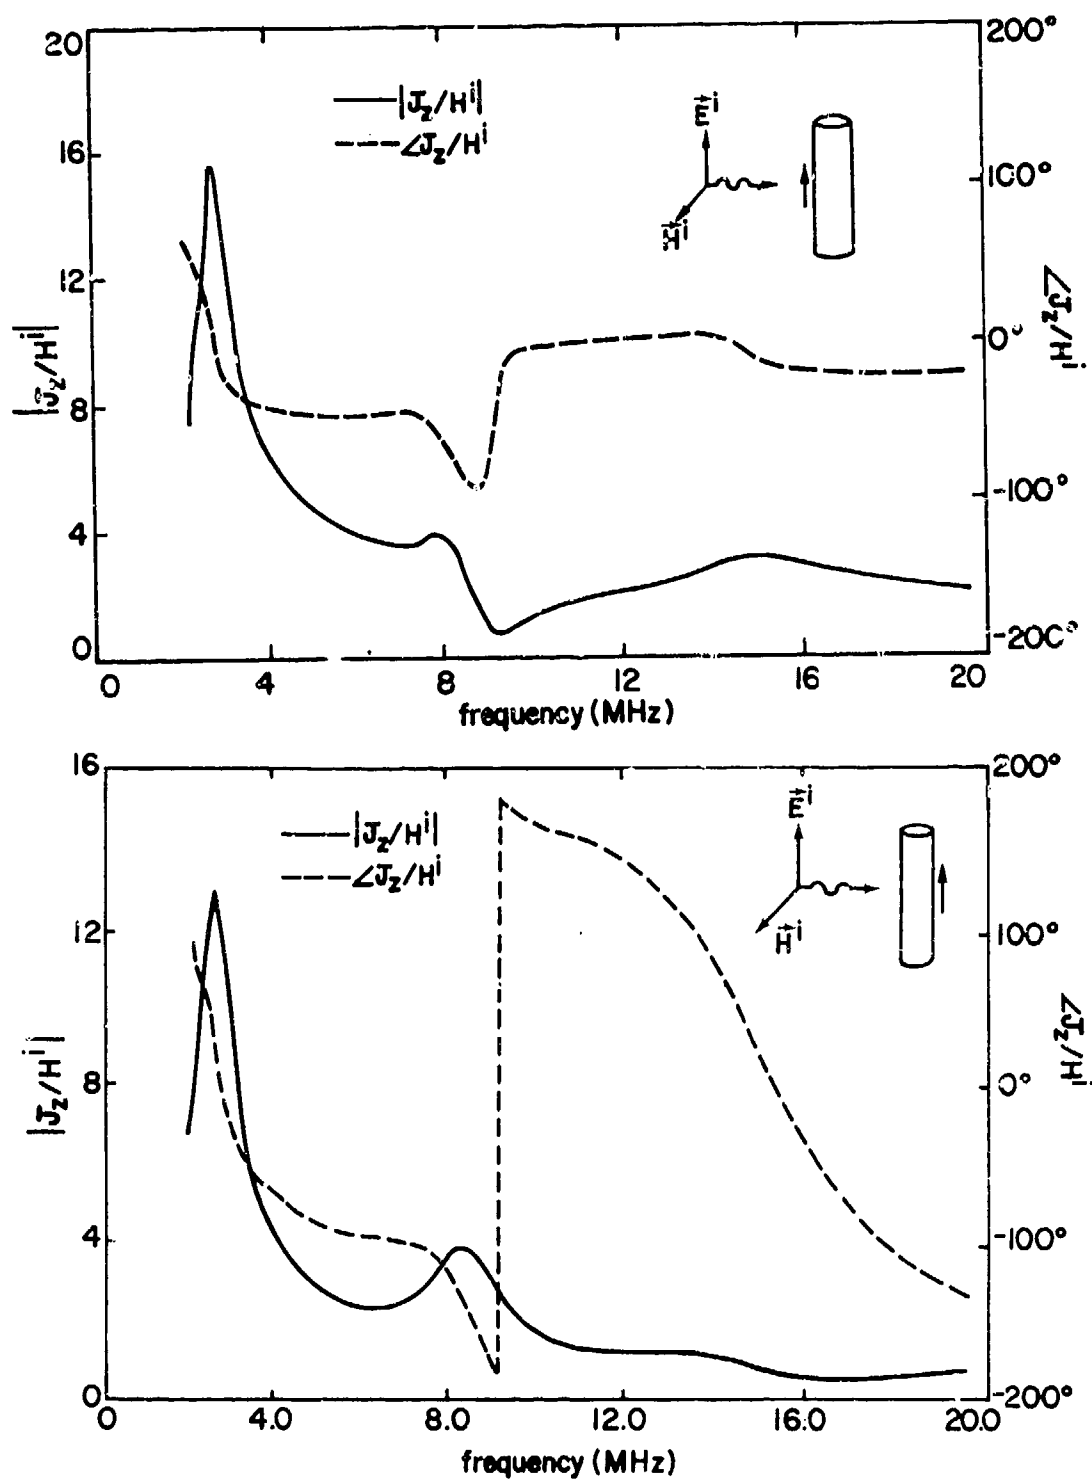 20
16
12
8
4
0
|J_z/H^i|
|J_z/H^i|
∠J_z/H^i
E^i
H^i
200°
100°
0°
-100°
-200°
∠J_z/H^i
0 4 8 12 16 20
frequency (MHz)
16
12
8
4
0
|J_z/H^i|
|J_z/H^i|
∠J_z/H^i
E^i
H^i
200°
100°
0°
-100°
-200°
∠J_z/H^i
0.0 4.0 8.0 12.0 16.0 20.0
frequency (MHz)